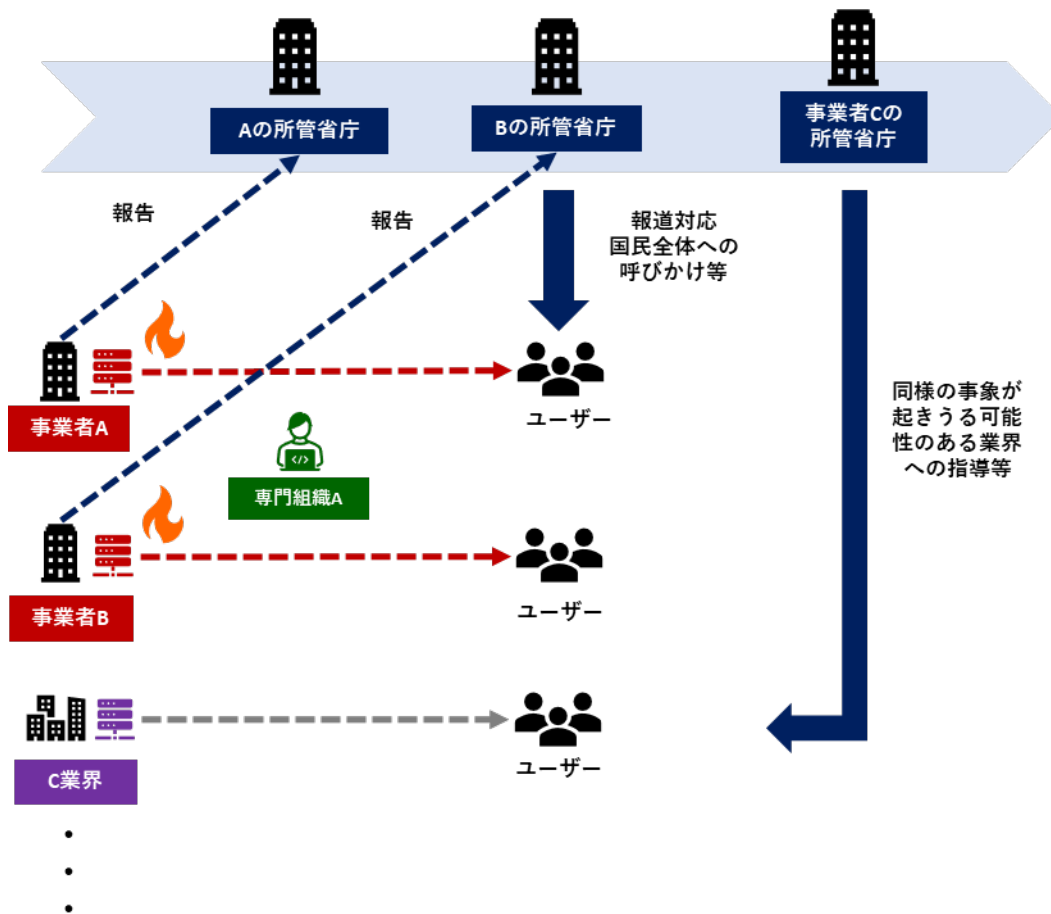 Aの所管省庁
Bの所管省庁
事業者Cの
所管省庁
報告
報告
報道対応
国民全体への
呼びかけ等
事業者A
ユーザー
専門組織A
同様の事象が
起きうる可能
性のある業界
への指導等
事業者B
ユーザー
C業界
ユーザー